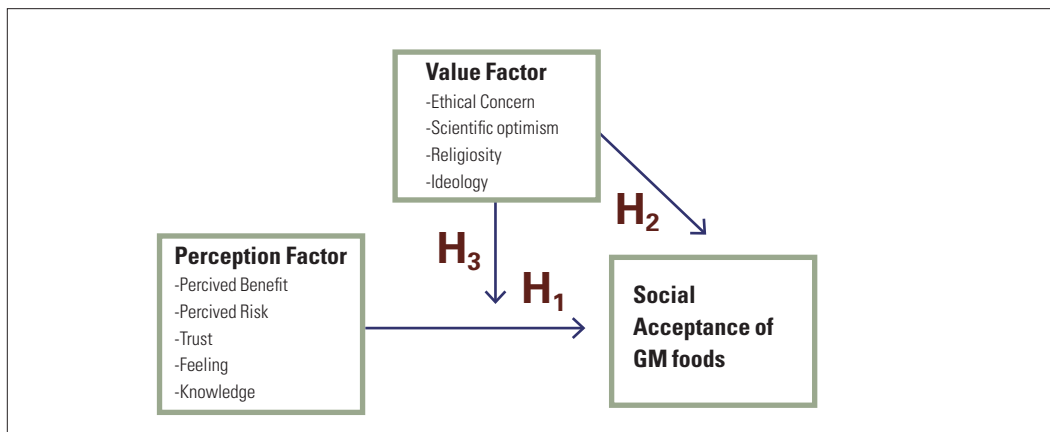 Value Factor
-Ethical Concern
-Scientific optimism
-Religiosity
-Ideology
H2
H3
H1
Perception Factor
-Percived Benefit
-Percived Risk
-Trust
-Feeling
-Knowledge
Social
Acceptance of
GM foods